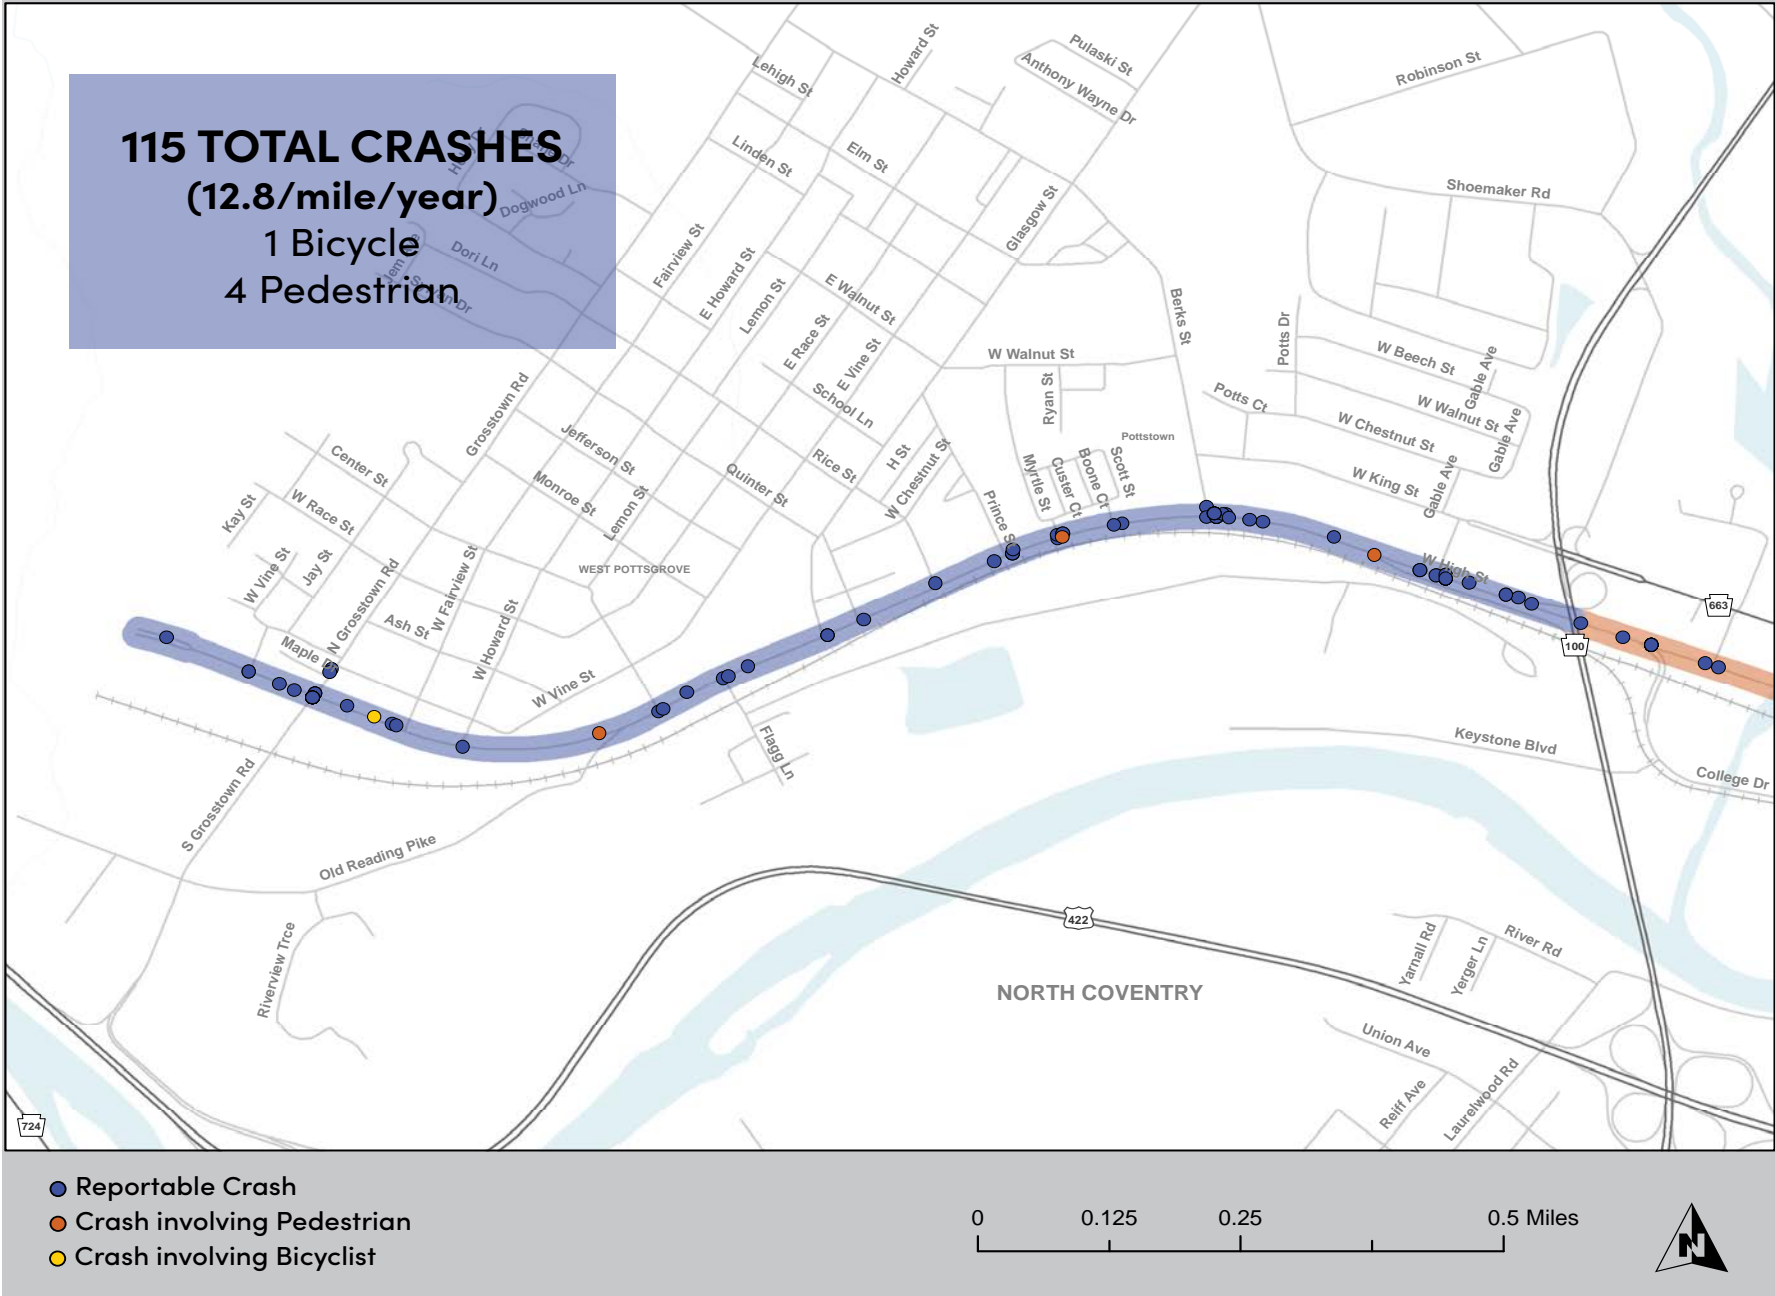 115 TOTAL CRASHES
(12.8/mile/year)
1 Bicycle
4 Pedestrian
Dogwood Ln
Dori Ln
Lehigh St
Howard St
Pulaski St
Anthony Wayne Dr
Robinson St
Linden St
Elm St
Shoemaker Rd
Glasgow St
Fairview St
E Howard St
Lemon St
E Walnut St
E Race St
E Vine St
School Ln
Berks St
Potts Dr
W Walnut St
Ryan St
W Beech St
Gable Ave
W Walnut St
Gable Ave
Potts Ct
W Chestnut St
W King St
Gable Ave
Pottstown
Grosstown Rd
Jefferson St
Monroe St
Lemon St
Quinter St
Rice St
H St
W Chestnut St
Prince St
Myrtle St
Custer Ct
Boone Ct
Scott St
Center St
Kay St
W Race St
W Vine St
Jay St
N Grosstown Rd
Maple Dr
Ash St
W Fairview St
W Howard St
W Vine St
WEST POTTSGROVE
W High St
663
100
Flagg Ln
Keystone Blvd
College Dr
S Grosstown Rd
Old Reading Pike
Riverview Trce
422
NORTH COVENTRY
Yarnall Rd
Yerger Ln
River Rd
Union Ave
Reiff Ave
Laurelwood Rd
724
Reportable Crash
Crash involving Pedestrian
Crash involving Bicyclist
0 0.125 0.25 0.5 Miles
N